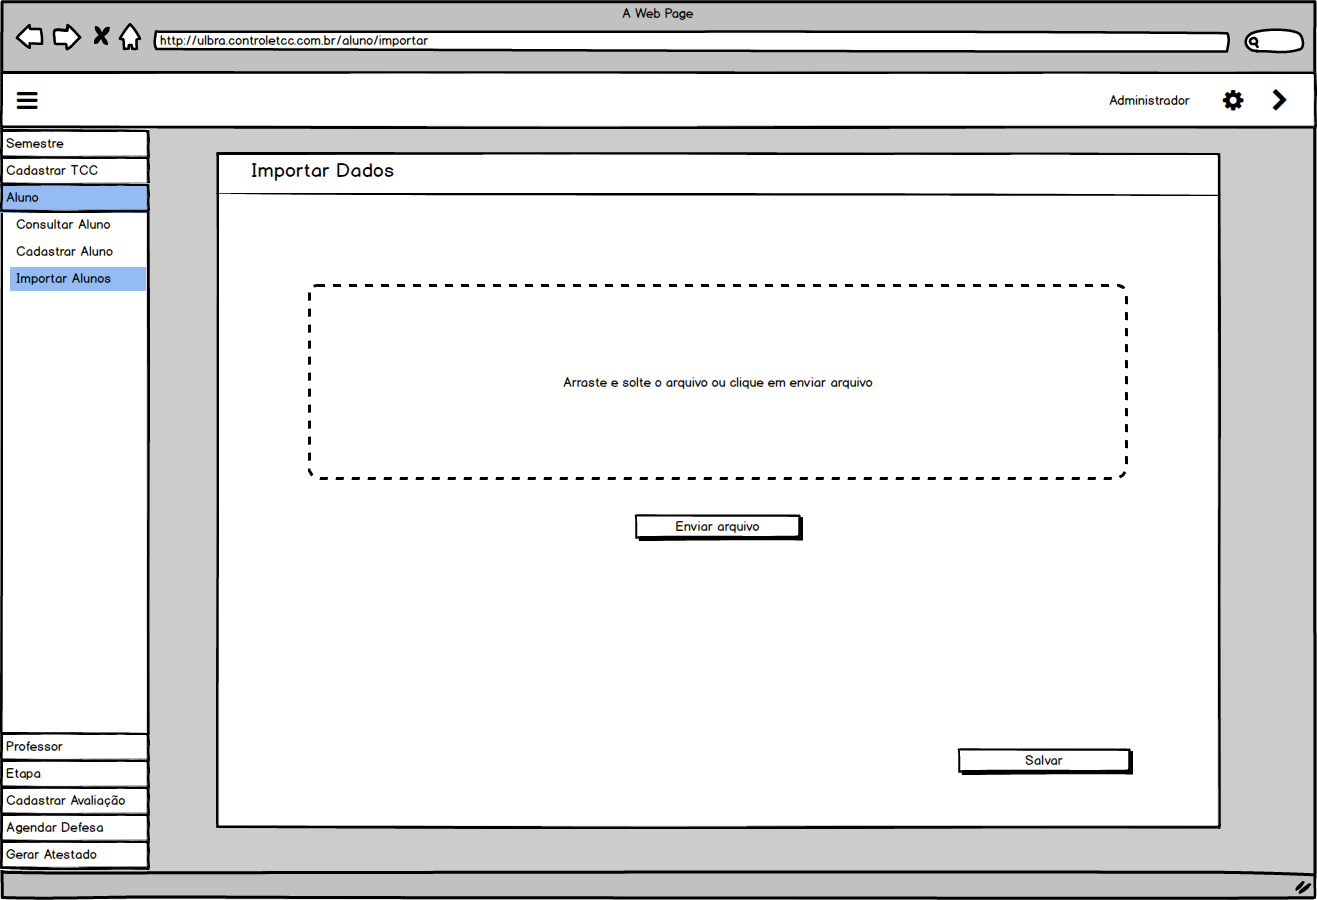 A Web Page
http://ulbra.controletcc.com.br/aluno/importar
Administrador
Semestre
Cadastrar TCC
Aluno
Consultar Aluno
Cadastrar Aluno
Importar Alunos
Professor
Etapa
Cadastrar Avaliação
Agendar Defesa
Gerar Atestado
Importar Dados
Arraste e solte o arquivo ou clique em enviar arquivo
Enviar arquivo
Salvar